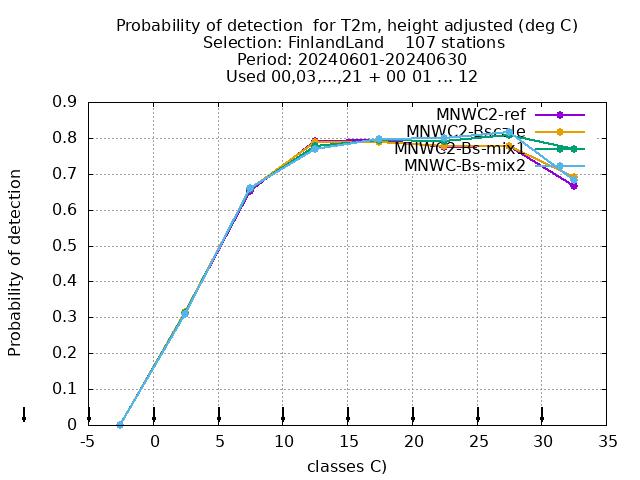 Probability of detection  for T2m, height adjusted (deg C)
Selection: FinlandLand    107 stations
Period: 20240601-20240630
Used 00,03,...,21 + 00 01 ... 12
0.9
MNWC2-ref
0.8
MNWC2-Bscale
MNWC2-Bs-mix1
MNWC-Bs-mix2
0.7
0.6
0.5
0.4
0.3
0.2
0.1
0
Probability of detection
-5 0 5 10 15 20 25 30 35
classes C)